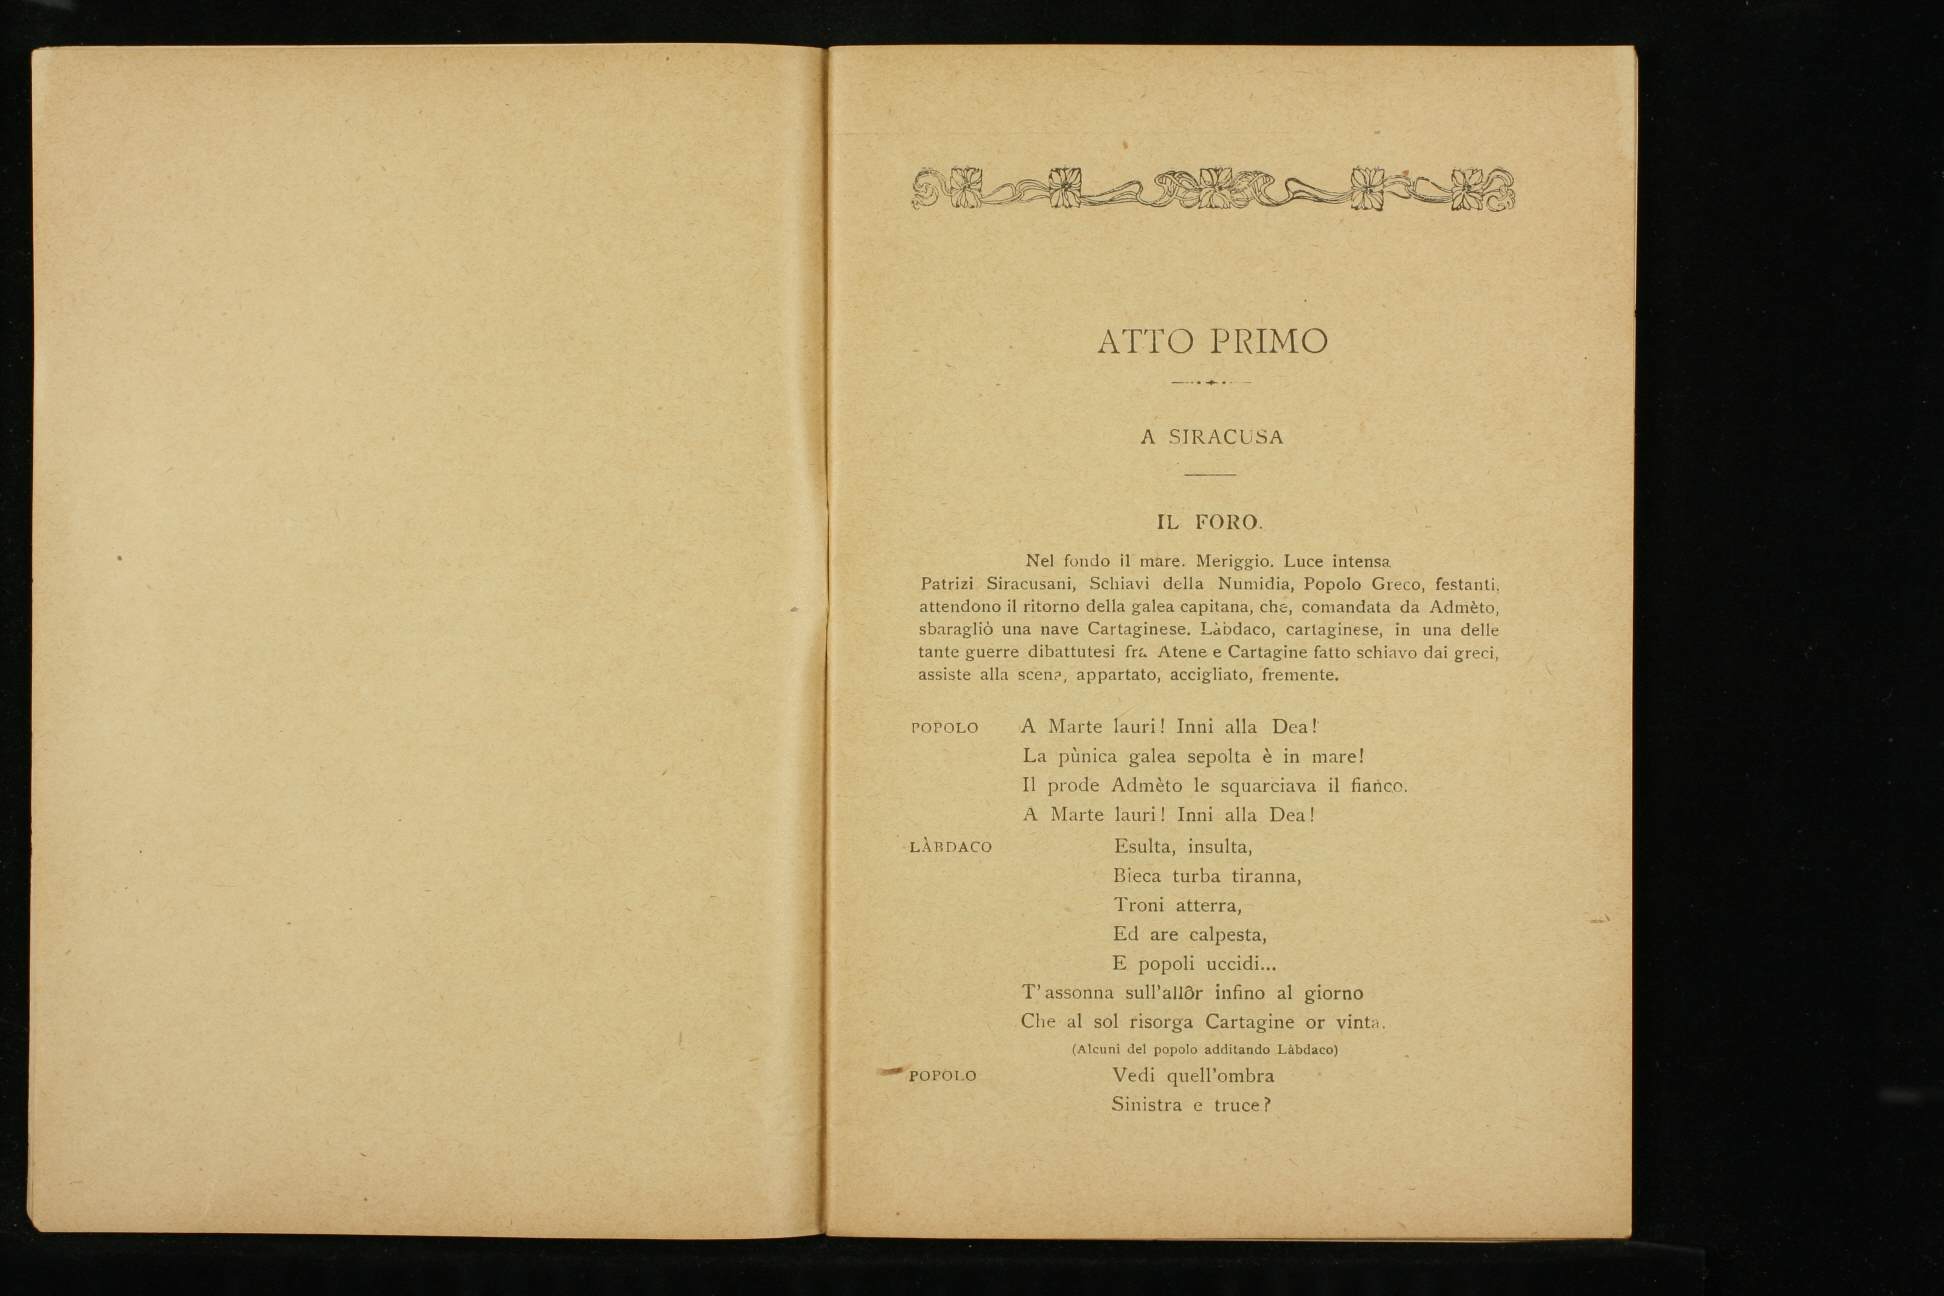 ATTO PRIMO
A SIRACUSA
IL FORO.
Nel fondo il mare. Meriggio. Luce intensa.
Patrizi Siracusani, Schiavi della Numidia, Popolo Greco, festanti,
attendono il ritorno della galea capitana, che, comandata da Admèto,
sbaragliò una nave Cartaginese. Làbdaco, cartaginese, in una delle
tante guerre dibattutesi fra Atene e Cartagine fatto schiavo dai greci,
assiste alla scena, appartato, accigliato, fremente.
POPOLO A Marte lauri! Inni alla Dea!
La pùnica galea sepolta è in mare!
Il prode Admèto le squarciava il fianco.
A Marte lauri! Inni alla Dea!
LÀBDACO Esulta, insulta,
Bieca turba tiranna,
Troni atterra,
Ed are calpesta,
E popoli uccidi...
T'assonna sull'allôr infino al giorno
Che al sol risorga Cartagine or vinta.
(Alcuni del popolo additando Làbdaco)
POPOLO Vedi quell'ombra
Sinistra e truce?